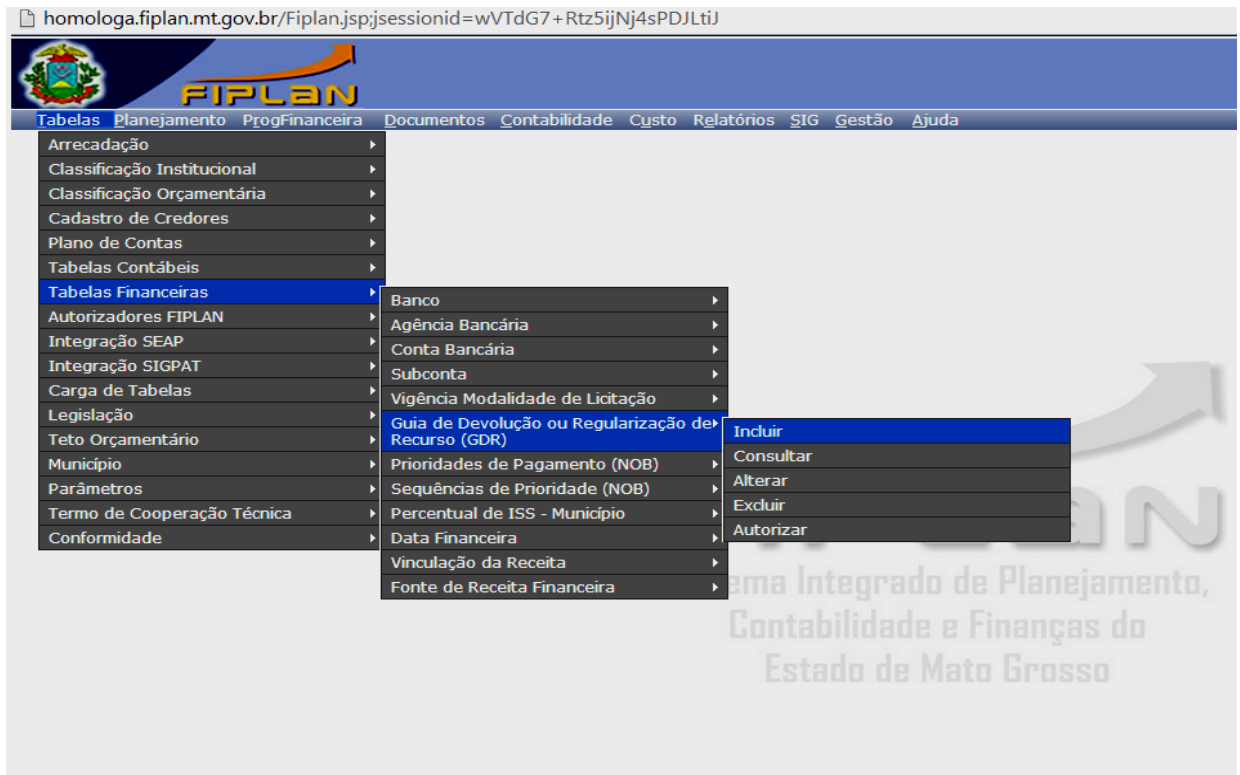 homologa.fiplan.mt.gov.br/Fiplan.jsp;jsessionid=wVTdG7+Rtz5ijNj4sPDJLtiJ
FIPLAN
Tabelas Planejamento ProgFinanceira Documentos Contabilidade Custo Relatórios SIG Gestão Ajuda
Arrecadação
Classificação Institucional
Classificação Orçamentária
Cadastro de Credores
Plano de Contas
Tabelas Contábeis
Tabelas Financeiras
Autorizadores FIPLAN
Integração SEAP
Integração SIGPAT
Carga de Tabelas
Legislação
Teto Orçamentário
Município
Parâmetros
Termo de Cooperação Técnica
Conformidade
Banco
Agência Bancária
Conta Bancária
Subconta
Vigência Modalidade de Licitação
Guia de Devolução ou Regularização de
Recurso (GDR)
Prioridades de Pagamento (NOB)
Sequências de Prioridade (NOB)
Percentual de ISS - Município
Data Financeira
Vinculação da Receita
Fonte de Receita Financeira
Incluir
Consultar
Alterar
Excluir
Autorizar
ema Integrado de Planejamento,
Contabilidade e Finanças do
Estado de Mato Grosso